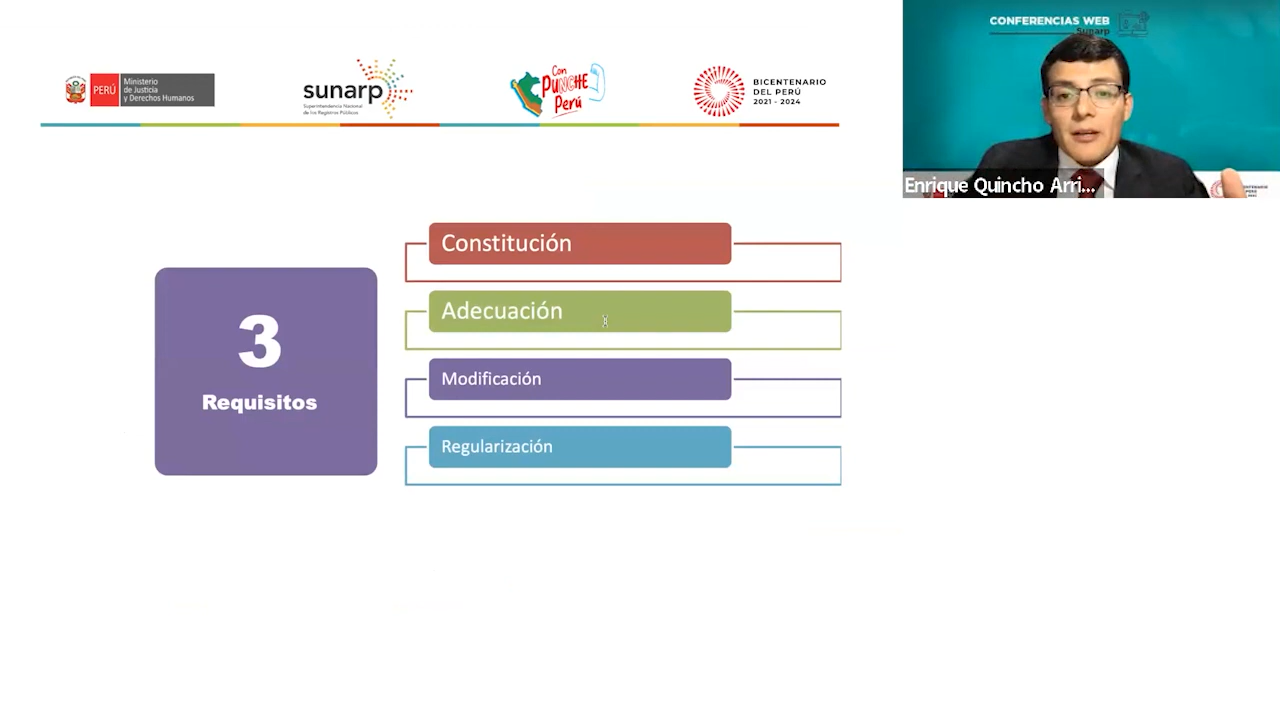 PERÚ
Ministerio
de Justicia
y Derechos Humanos
sunarp
Superintendencia Nacional
de los Registros Públicos
Con
PUNCHE
Perú
BICENTENARIO
DEL PERÚ
2021 - 2024
CONFERENCIAS WEB
Sunarp
Enrique Quincho Arri...
3
Requisitos
Constitución
Adecuación
Modificación
Regularización